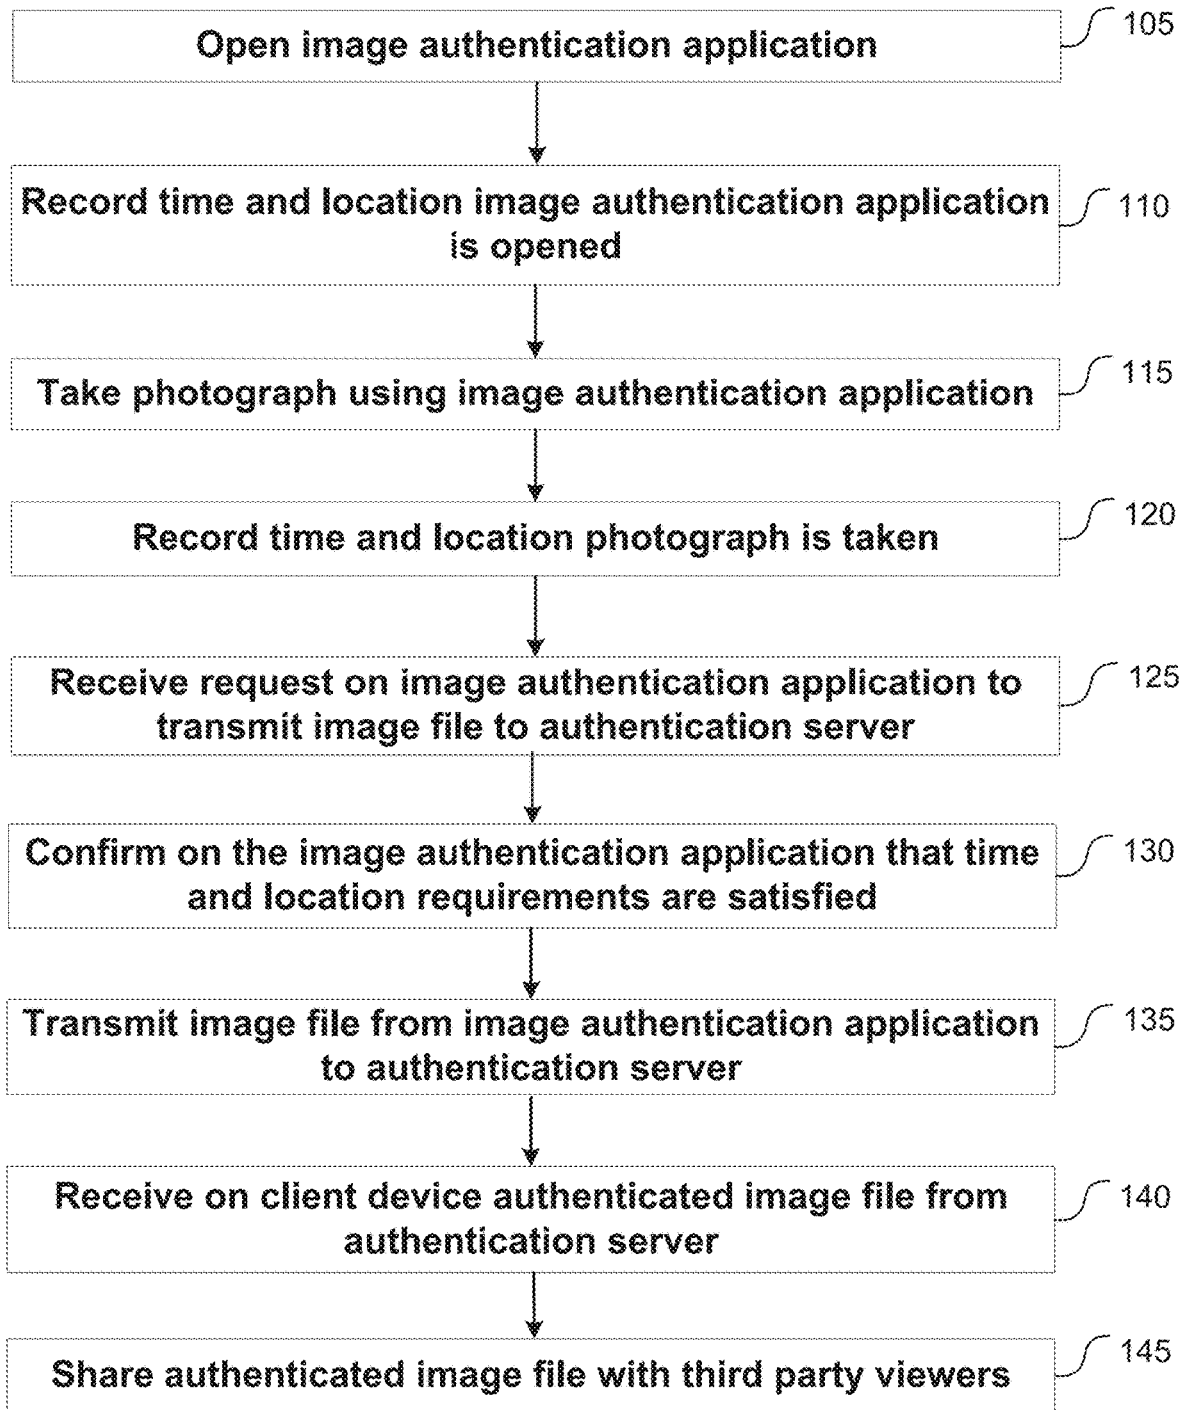 Open image authentication application
105
Record time and location image authentication application
is opened
110
Take photograph using image authentication application
115
Record time and location photograph is taken
120
Receive request on image authentication application to
transmit image file to authentication server
125
Confirm on the image authentication application that time
and location requirements are satisfied
130
Transmit image file from image authentication application
to authentication server
135
Receive on client device authenticated image file from
authentication server
140
Share authenticated image file with third party viewers
145